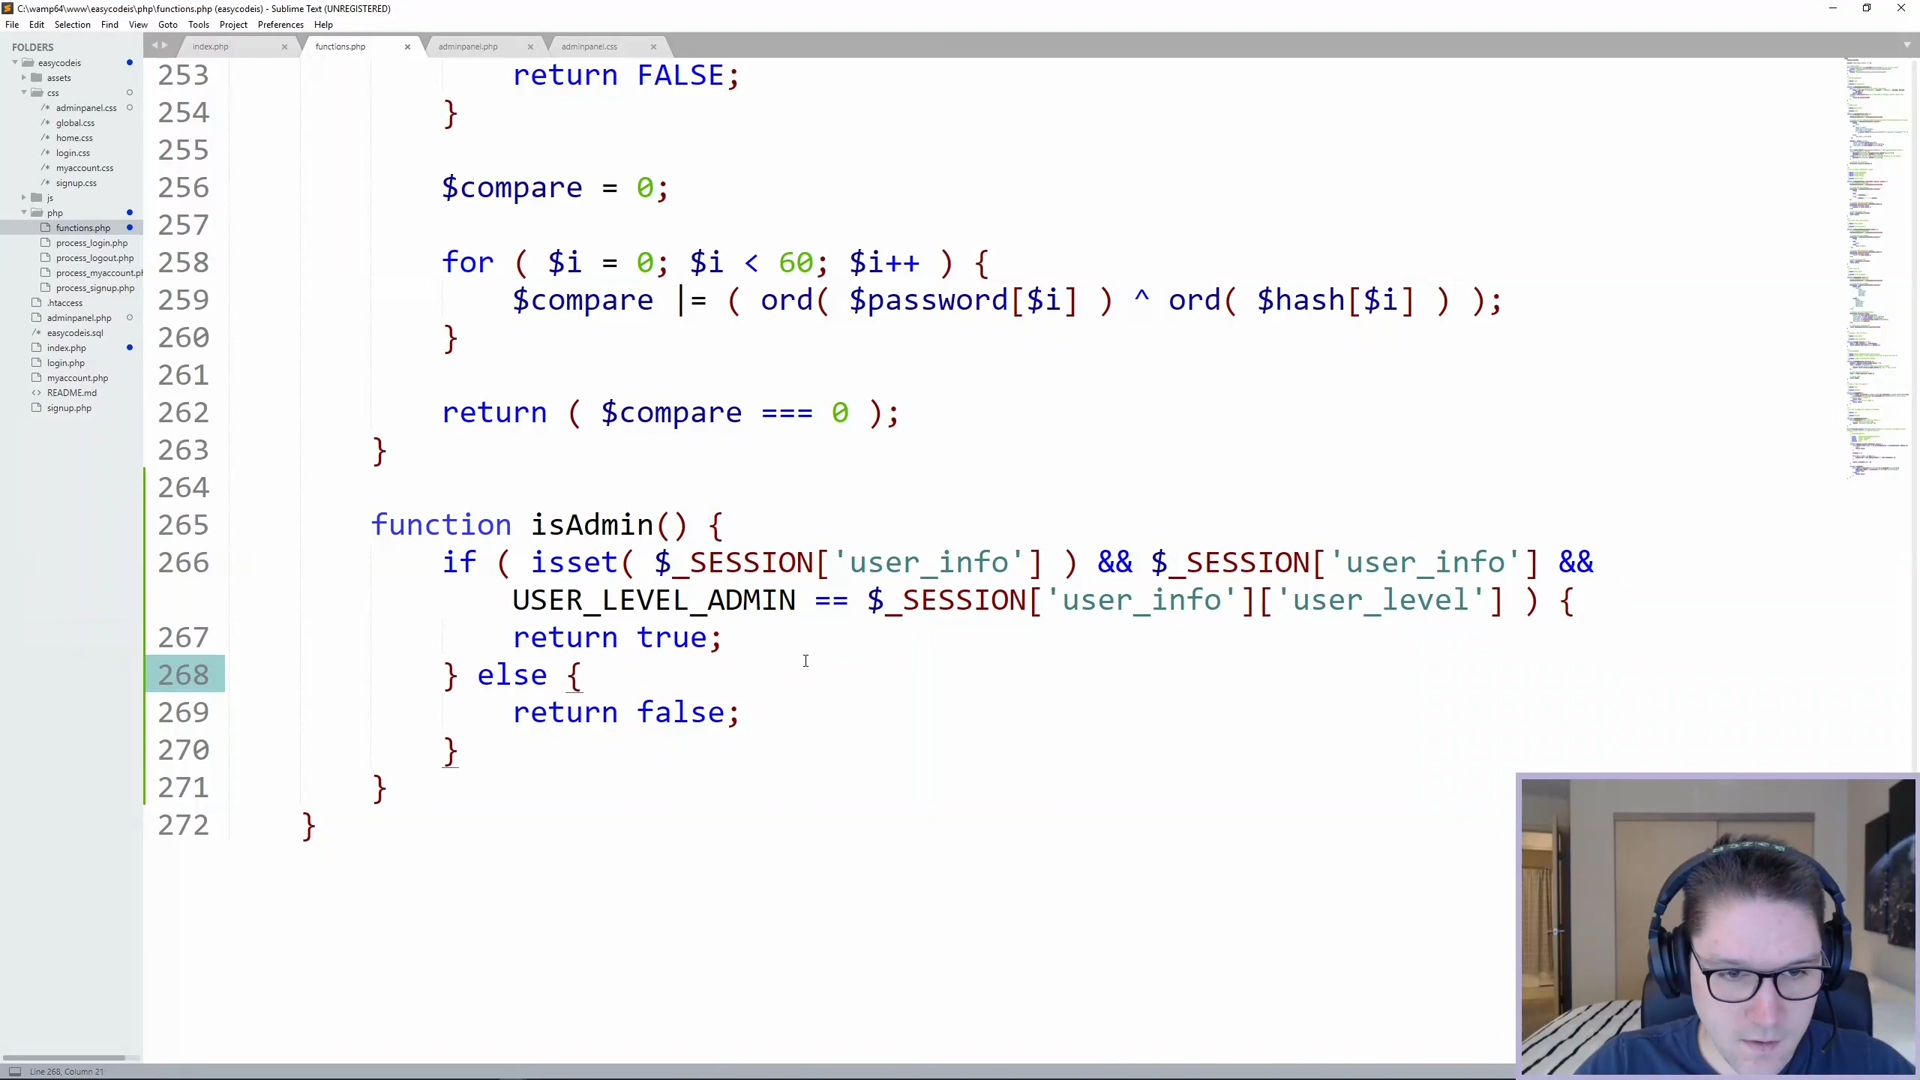 C:\wamp64\www\easycodeis\php\functions.php (easycodeis) - Sublime Text (UNREGISTERED)
File Edit Selection Find View Goto Tools Project Preferences Help
FOLDERS
easycodeis
assets
css
adminpanel.css
global.css
home.css
login.css
myaccount.css
signup.css
js
php
functions.php
process_login.php
process_logout.php
process_myaccount.ph
process_signup.php
.htaccess
adminpanel.php
easycodeis.sql
index.php
login.php
myaccount.php
README.md
signup.php
index.php functions.php adminpanel.php adminpanel.css
253 return FALSE;
254 }
255
256 $compare = 0;
257
258 for ( $i = 0; $i < 60; $i++ ) {
259 $compare |= ( ord( $password[$i] ) ^ ord( $hash[$i] ) );
260 }
261
262 return ( $compare === 0 );
263 }
264
265 function isAdmin() {
266 if ( isset( $_SESSION['user_info'] ) && $_SESSION['user_info'] &&
USER_LEVEL_ADMIN == $_SESSION['user_info']['user_level'] ) {
267 return true;
268 } else {
269 return false;
270 }
271 }
272 }
Line 268, Column 21